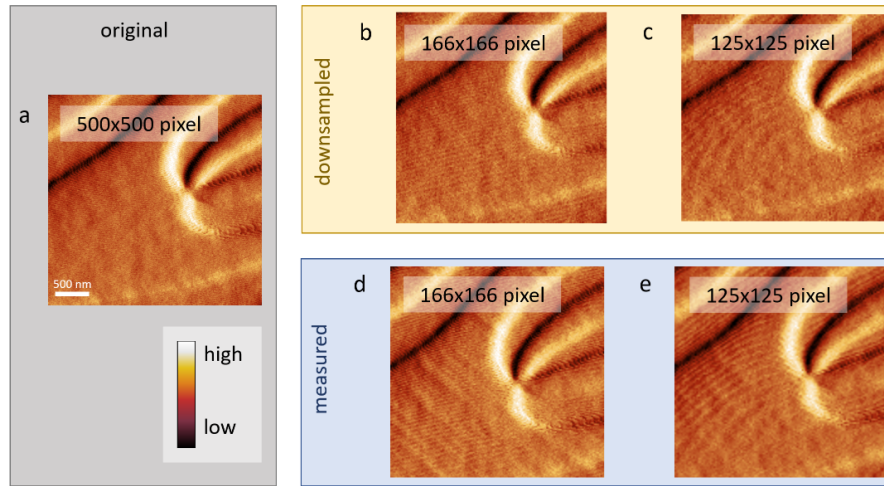 original
a
500x500 pixel
500 nm
high
low
downsampled
b
166x166 pixel
c
125x125 pixel
measured
d
166x166 pixel
e
125x125 pixel